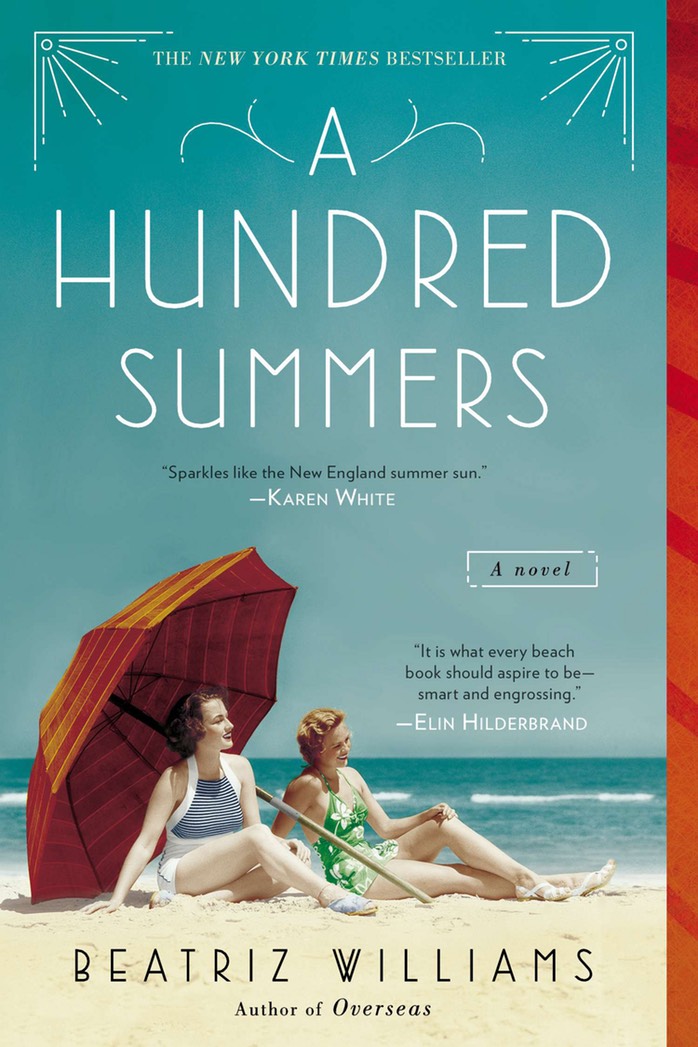 THE NEW YORK TIMES BESTSELLER
A
HUNDRED
SUMMERS
“Sparkles like the New England summer sun.”
—KAREN WHITE
A novel
“It is what every beach
book should aspire to be—
smart and engrossing.”
—ELIN HILDERBRAND
BEATRIZ WILLIAMS
Author of Overseas